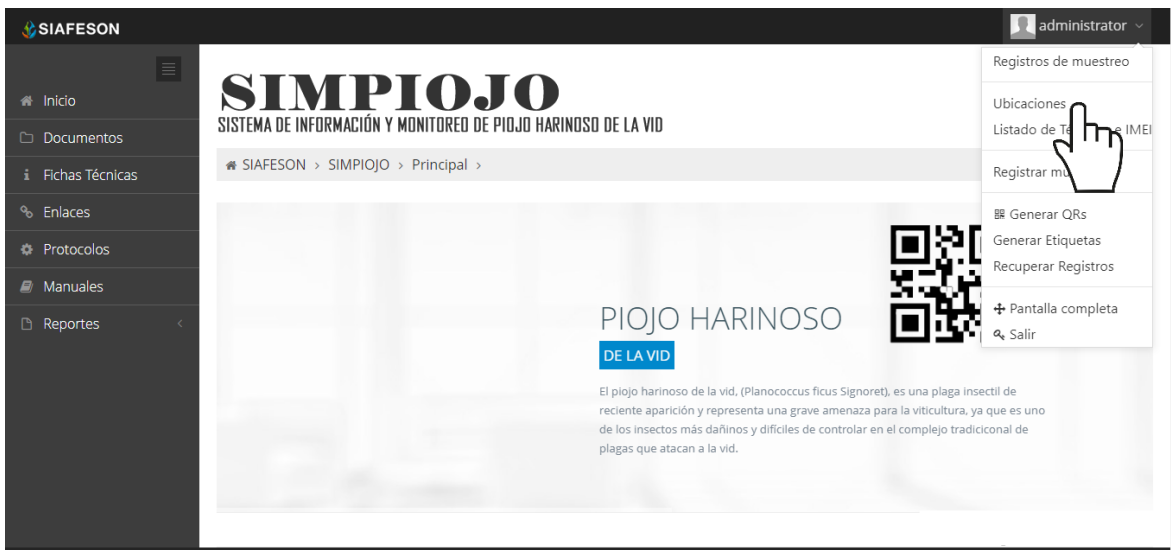 SIAFESON
administrator
Inicio
Documentos
Fichas Técnicas
Enlaces
Protocolos
Manuales
Reportes
SIMPIOJO
SISTEMA DE INFORMACIÓN Y MONITOREO DE PIOJO HARINOSO DE LA VID
SIAFESON > SIMPIOJO > Principal >
Registros de muestreo
Ubicaciones
Listado de e IMEI
Registrar
Generar QRs
Generar Etiquetas
Recuperar Registros
Pantalla completa
Salir
PIOJO HARINOSO
DE LA VID
El piojo harinoso de la vid, (Planococcus ficus Signoret), es una plaga insectil de
reciente aparición y representa una grave amenaza para la viticultura, ya que es uno
de los insectos más dañinos y difíciles de controlar en el complejo tradiciconal de
plagas que atacan a la vid.